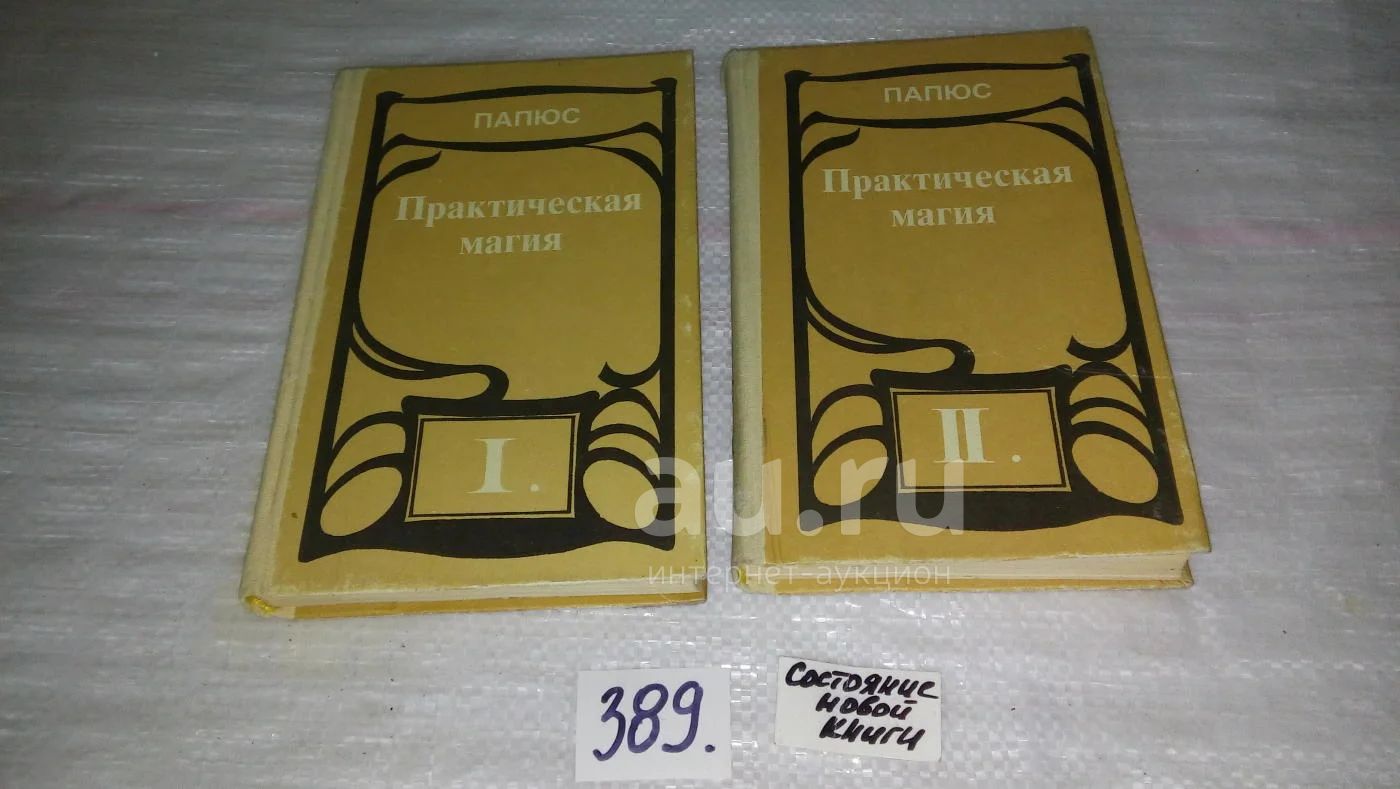 ПАПЮС
Практическая
магия
I.
ПАПЮС
Практическая
магия
II.
au.ru
интернет-аукцион
389.
Состояние
новой
книги